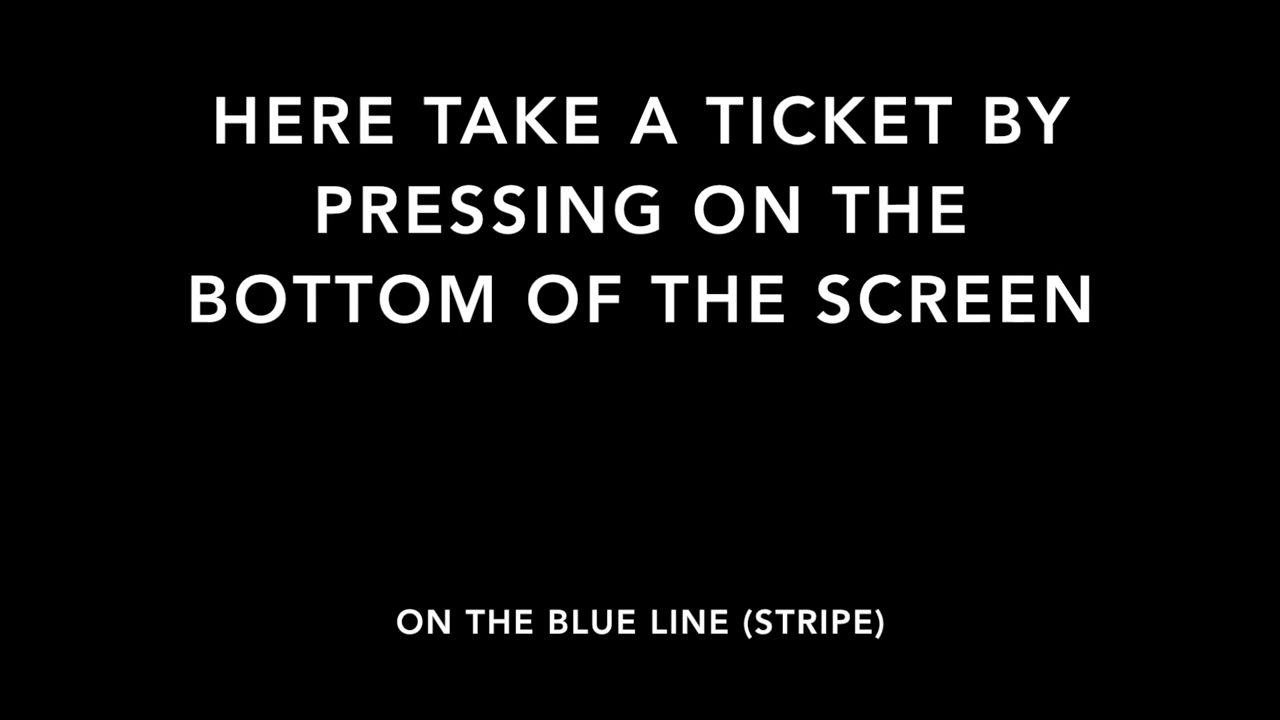 HERE TAKE A TICKET BY
PRESSING ON THE
BOTTOM OF THE SCREEN
ON THE BLUE LINE (STRIPE)